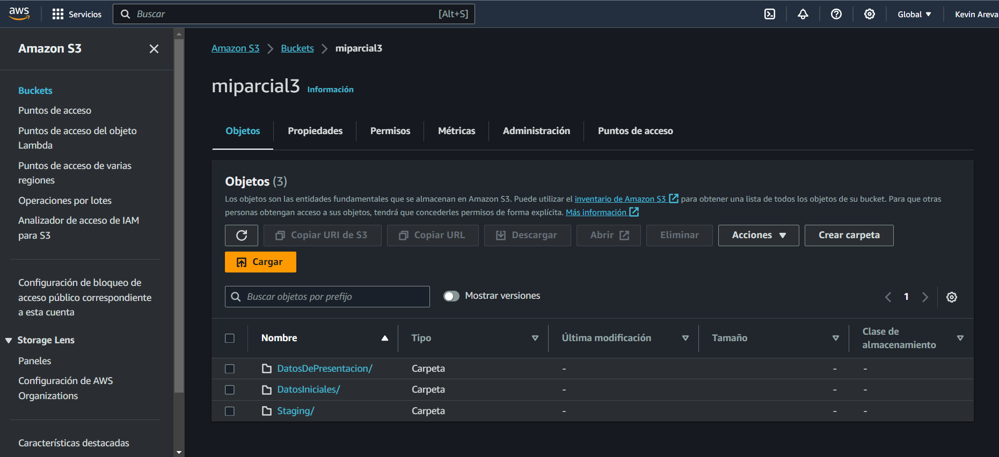 aws
Servicios
Buscar
[Alt+S]
Global
Kevin Areva
Amazon S3
Buckets
Puntos de acceso
Puntos de acceso del objeto
Lambda
Puntos de acceso de varias
regiones
Operaciones por lotes
Analizador de acceso de IAM
para S3
Configuración de bloqueo de
acceso público correspondiente
a esta cuenta
Storage Lens
Paneles
Configuración de AWS
Organizations
Características destacadas
Amazon S3
Buckets
miparcial3
miparcial3
Información
Objetos
Propiedades
Permisos
Métricas
Administración
Puntos de acceso
Objetos (3)
Los objetos son las entidades fundamentales que se almacenan en Amazon S3. Puede utilizar el inventario de Amazon S3 para obtener una lista de todos los objetos de su bucket. Para que otras
personas obtengan acceso a sus objetos, tendrá que concederles permisos de forma explícita. Más información
Copiar URI de S3
Copiar URL
Descargar
Abrir
Eliminar
Acciones
Crear carpeta
Cargar
Buscar objetos por prefijo
Mostrar versiones
1
Nombre
Tipo
Última modificación
Tamaño
Clase de
almacenamiento
DatosDePresentacion/ Carpeta - - -
DatosIniciales/ Carpeta - - -
Staging/ Carpeta - - -